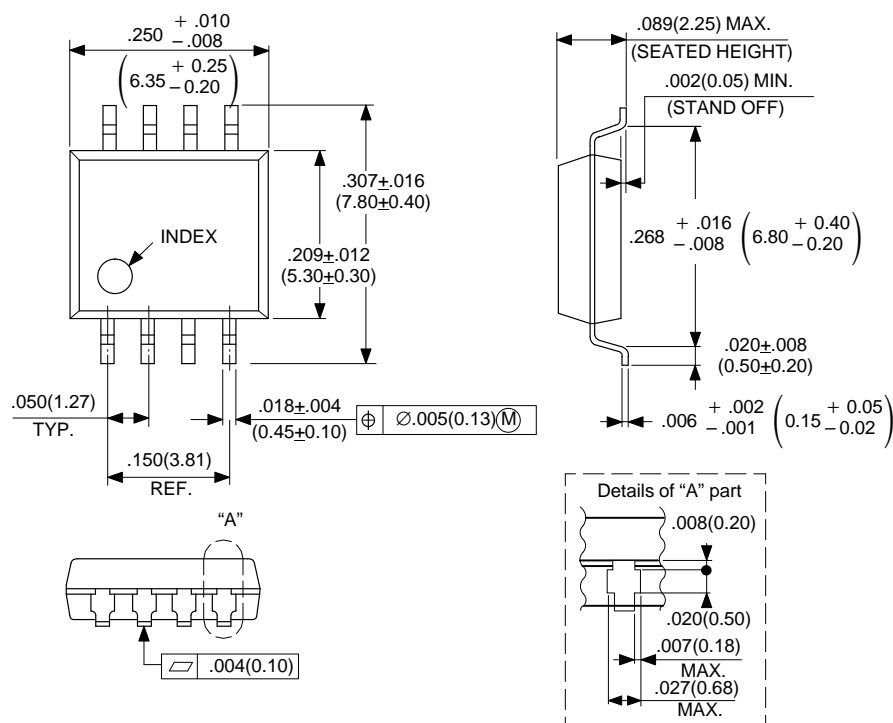 .250 + .010 −.008
(6.35 + 0.25 −0.20)
INDEX
.307±.016
(7.80±0.40)
.209±.012
(5.30±0.30)
.050(1.27)
TYP.
.018±.004
(0.45±0.10)
⌖ ∅.005(0.13)Ⓜ
.150(3.81)
REF.
.089(2.25) MAX.
(SEATED HEIGHT)
.002(0.05) MIN.
(STAND OFF)
.268 + .016 −.008 (6.80 + 0.40 −0.20)
.020±.008
(0.50±0.20)
.006 + .002 −.001 (0.15 + 0.05 −0.02)
“A”
.004(0.10)
Details of “A” part
.008(0.20)
.020(0.50)
.007(0.18)
MAX.
.027(0.68)
MAX.